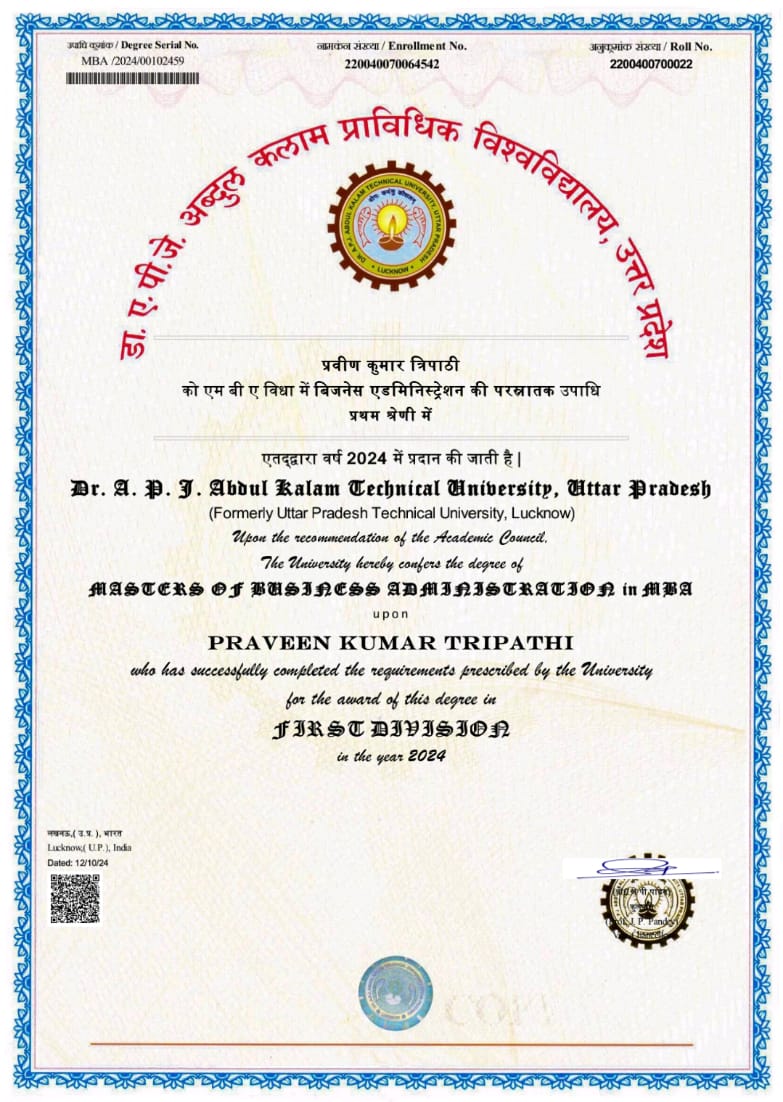 उपाधि क्रमांक / Degree Serial No.
MBA /2024/00102459
नामकंन संख्या / Enrollment No.
220040070064542
अनुक्रमांक संख्या / Roll No.
2200400700022
डा. ए. पी.जे. अब्दुल कलाम प्राविधिक विश्वविद्यालय, उत्तर प्रदेश
DR. A.P.J. ABDUL KALAM TECHNICAL UNIVERSITY, UTTAR PRADESH
LUCKNOW
प्रवीण कुमार त्रिपाठी
को एम बी ए विधा में बिजनेस एडमिनिस्ट्रेशन की परस्नातक उपाधि
प्रथम श्रेणी में
एतद्द्वारा वर्ष 2024 में प्रदान की जाती है |
Dr. A. P. J. Abdul Kalam Technical University, Uttar Pradesh
(Formerly Uttar Pradesh Technical University, Lucknow)
Upon the recommendation of the Academic Council,
The University hereby confers the degree of
MASTERS OF BUSINESS ADMINISTRATION in MBA
upon
PRAVEEN KUMAR TRIPATHI
who has successfully completed the requirements prescribed by the University
for the award of this degree in
FIRST DIVISION
in the year 2024
लखनऊ,( उ.प्र. ), भारत
Lucknow,( U.P.), India
Dated: 12/10/24
J. P. Pandey